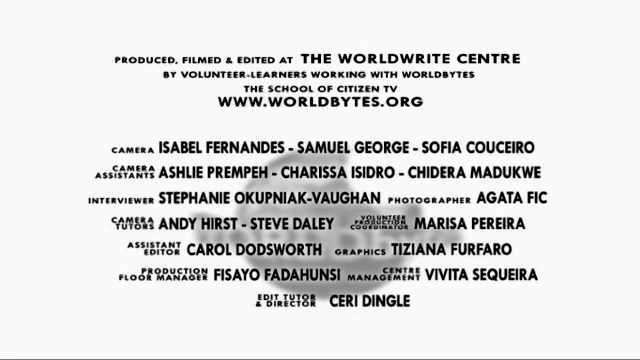 PRODUCED, FILMED & EDITED AT THE WORLDWRITE CENTRE
BY VOLUNTEER-LEARNERS WORKING WITH WORLDBYTES
THE SCHOOL OF CITIZEN TV
WWW.WORLDBYTES.ORG
CAMERA ISABEL FERNANDES - SAMUEL GEORGE - SOFIA COUCEIRO
CAMERA ASSISTANTS ASHLIE PREMPEH - CHARISSA ISIDRO - CHIDERA MADUKWE
INTERVIEWER STEPHANIE OKUPNIAK-VAUGHAN PHOTOGRAPHER AGATA FIC
CAMERA TUTORS ANDY HIRST - STEVE DALEY VOLUNTEER PRODUCTION COORDINATOR MARISA PEREIRA
ASSISTANT EDITOR CAROL DODSWORTH GRAPHICS TIZIANA FURFARO
PRODUCTION FLOOR MANAGER FISAYO FADAHUNSI CENTRE MANAGEMENT VIVITA SEQUEIRA
EDIT TUTOR & DIRECTOR CERI DINGLE